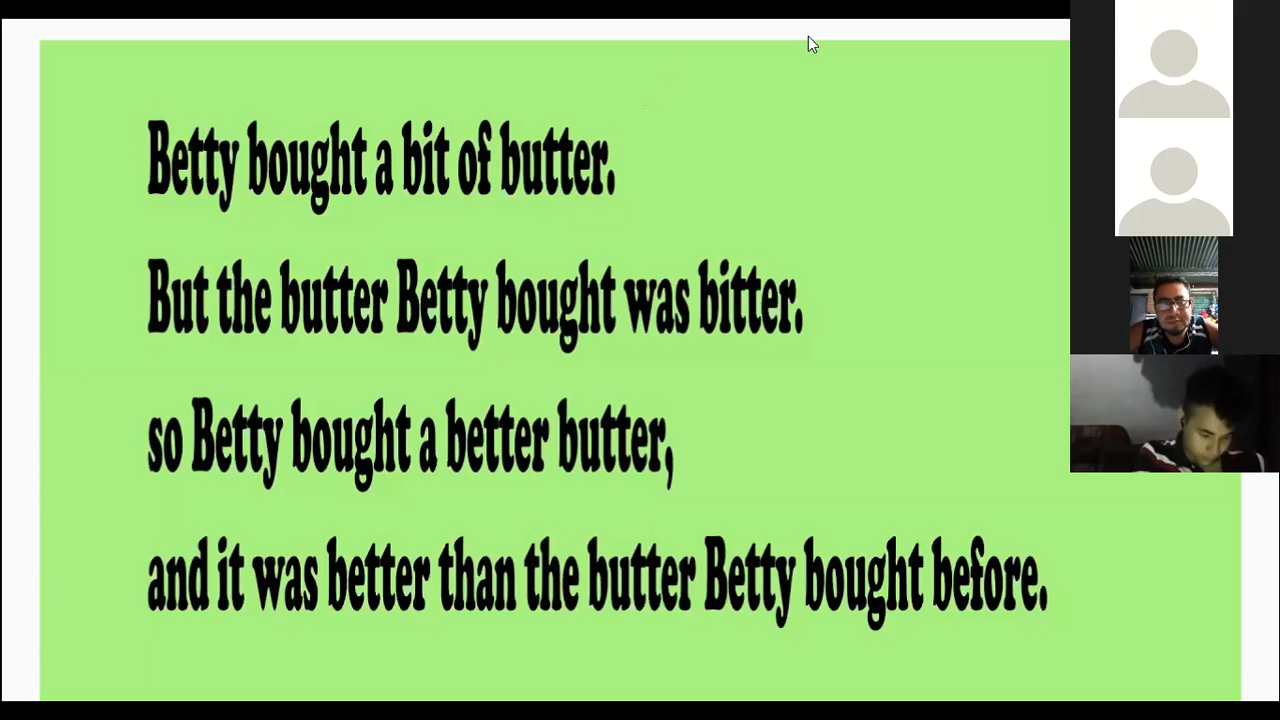 Betty bought a bit of butter.
But the butter Betty bought was bitter.
so Betty bought a better butter,
and it was better than the butter Betty bought before.